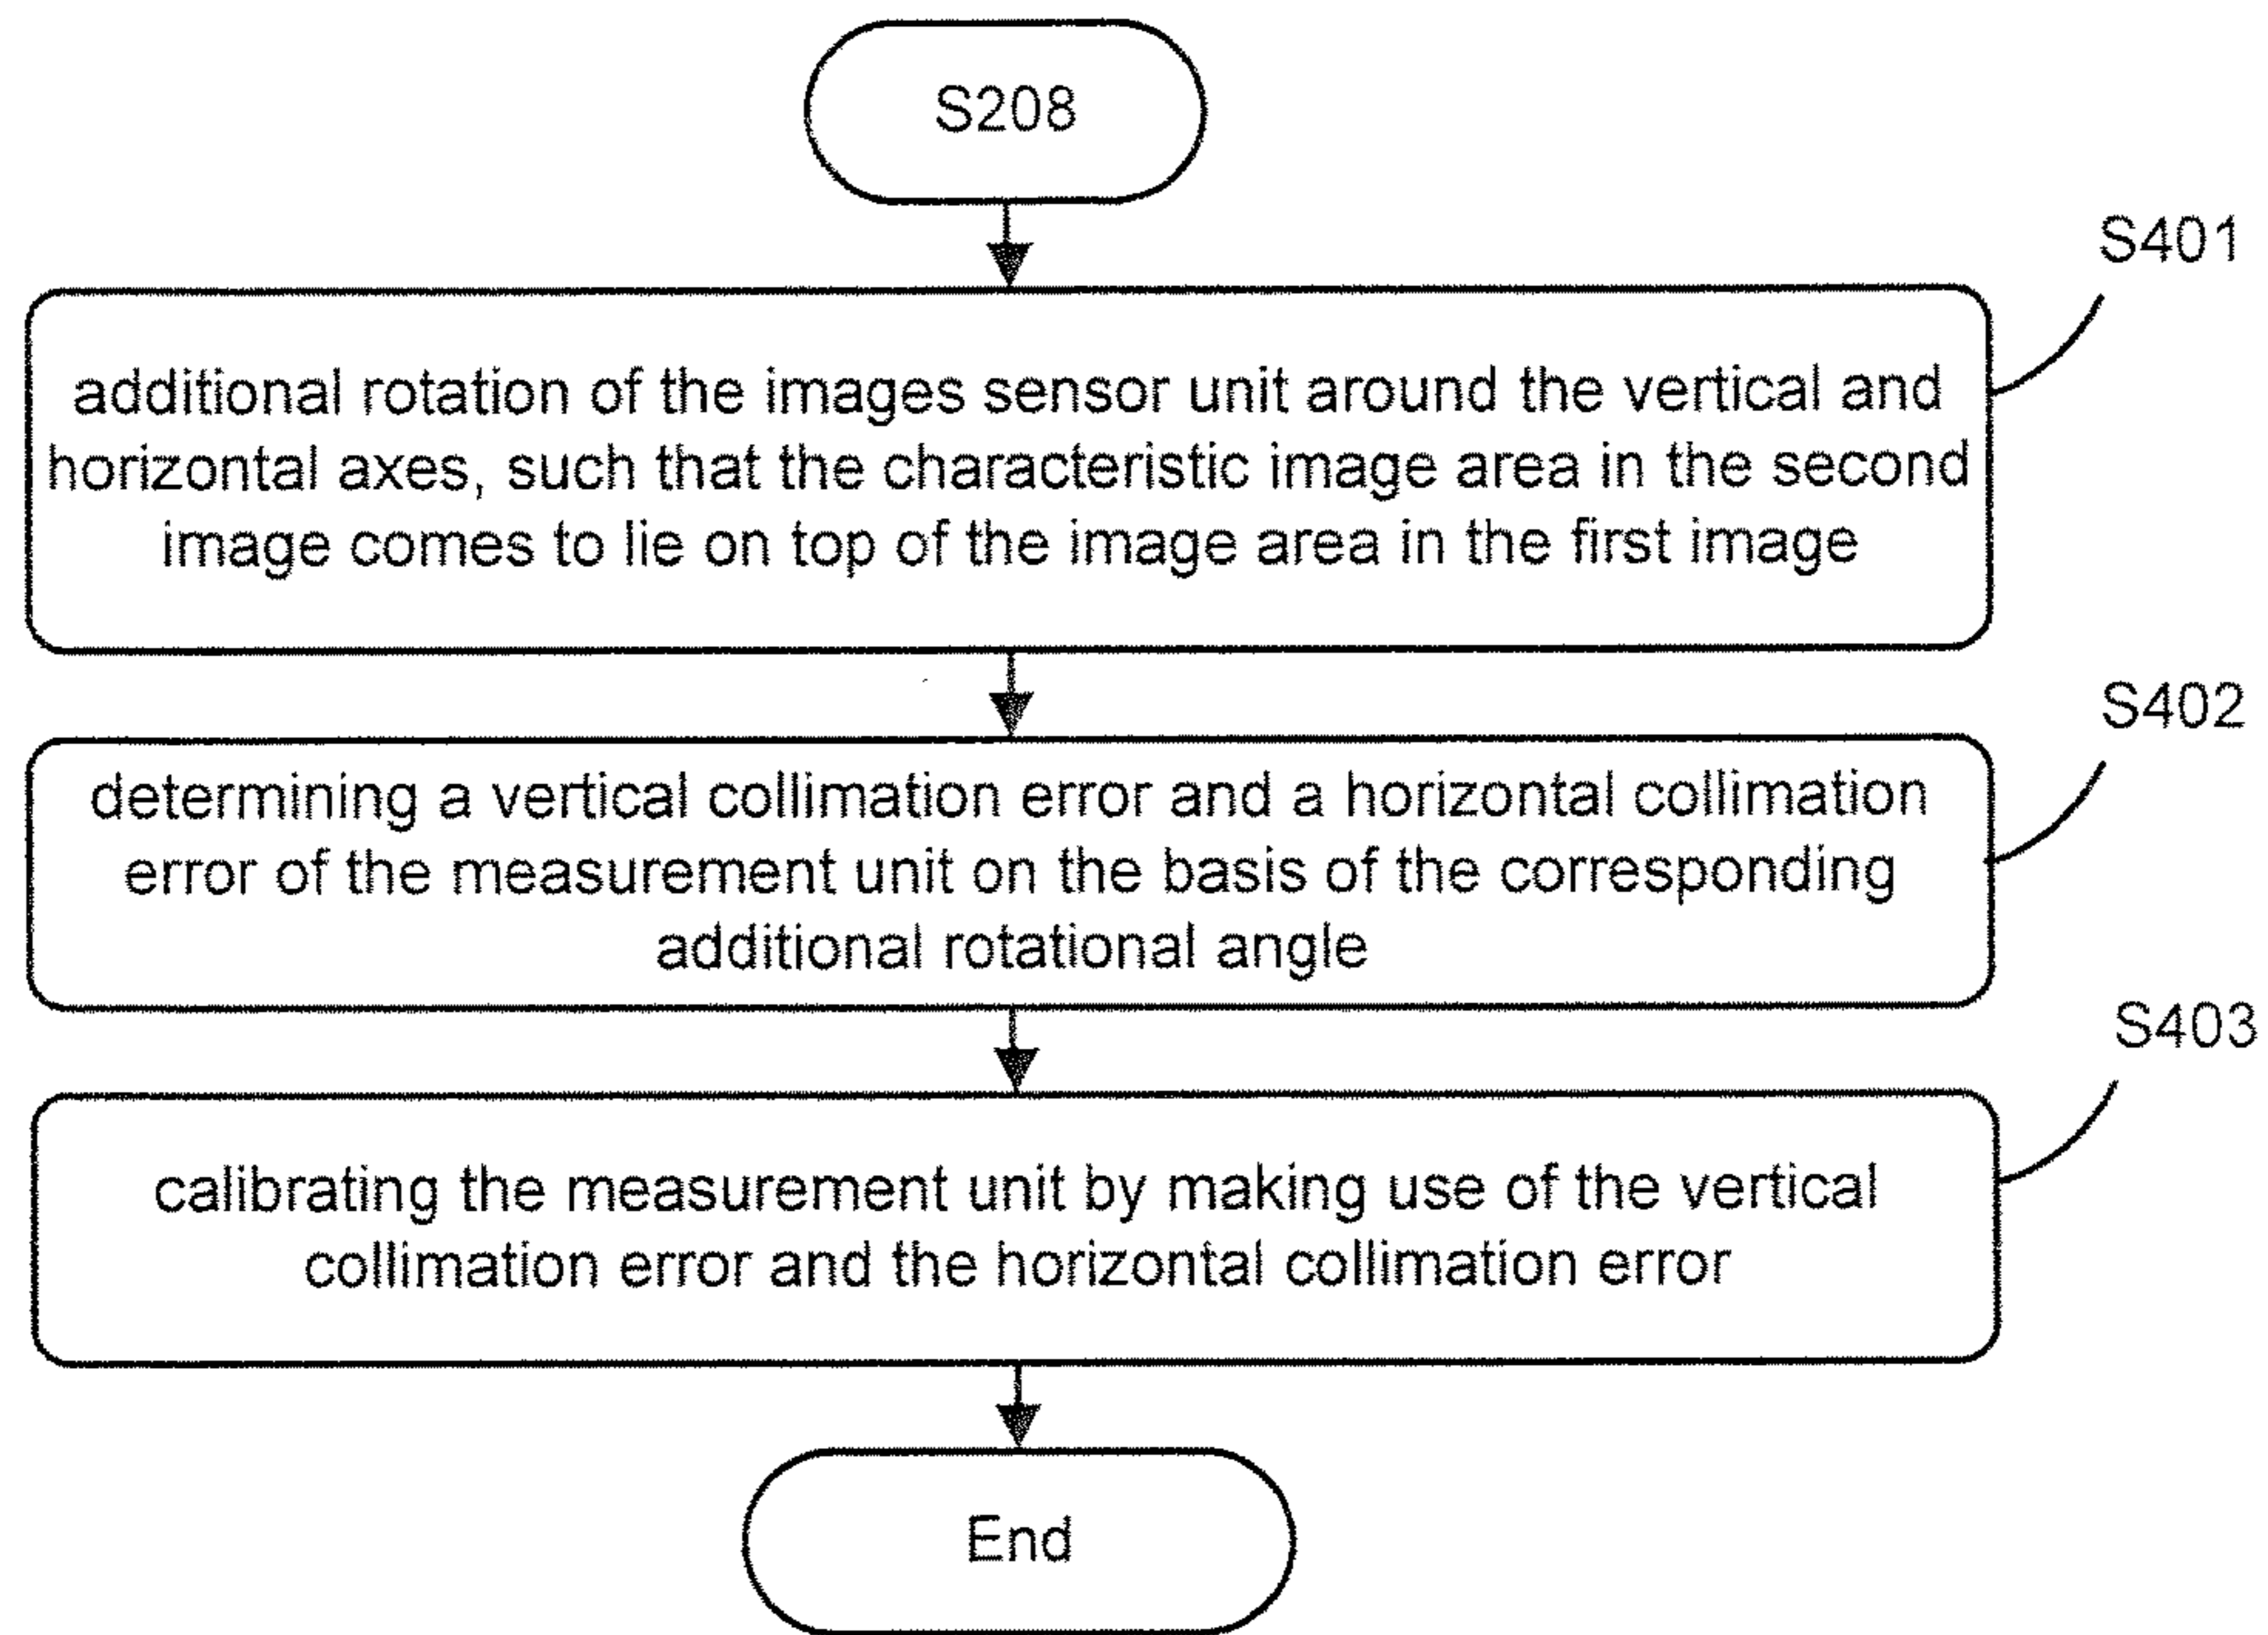 S208
S401
additional rotation of the images sensor unit around the vertical and
horizontal axes, such that the characteristic image area in the second
image comes to lie on top of the image area in the first image
S402
determining a vertical collimation error and a horizontal collimation
error of the measurement unit on the basis of the corresponding
additional rotational angle
S403
calibrating the measurement unit by making use of the vertical
collimation error and the horizontal collimation error
End